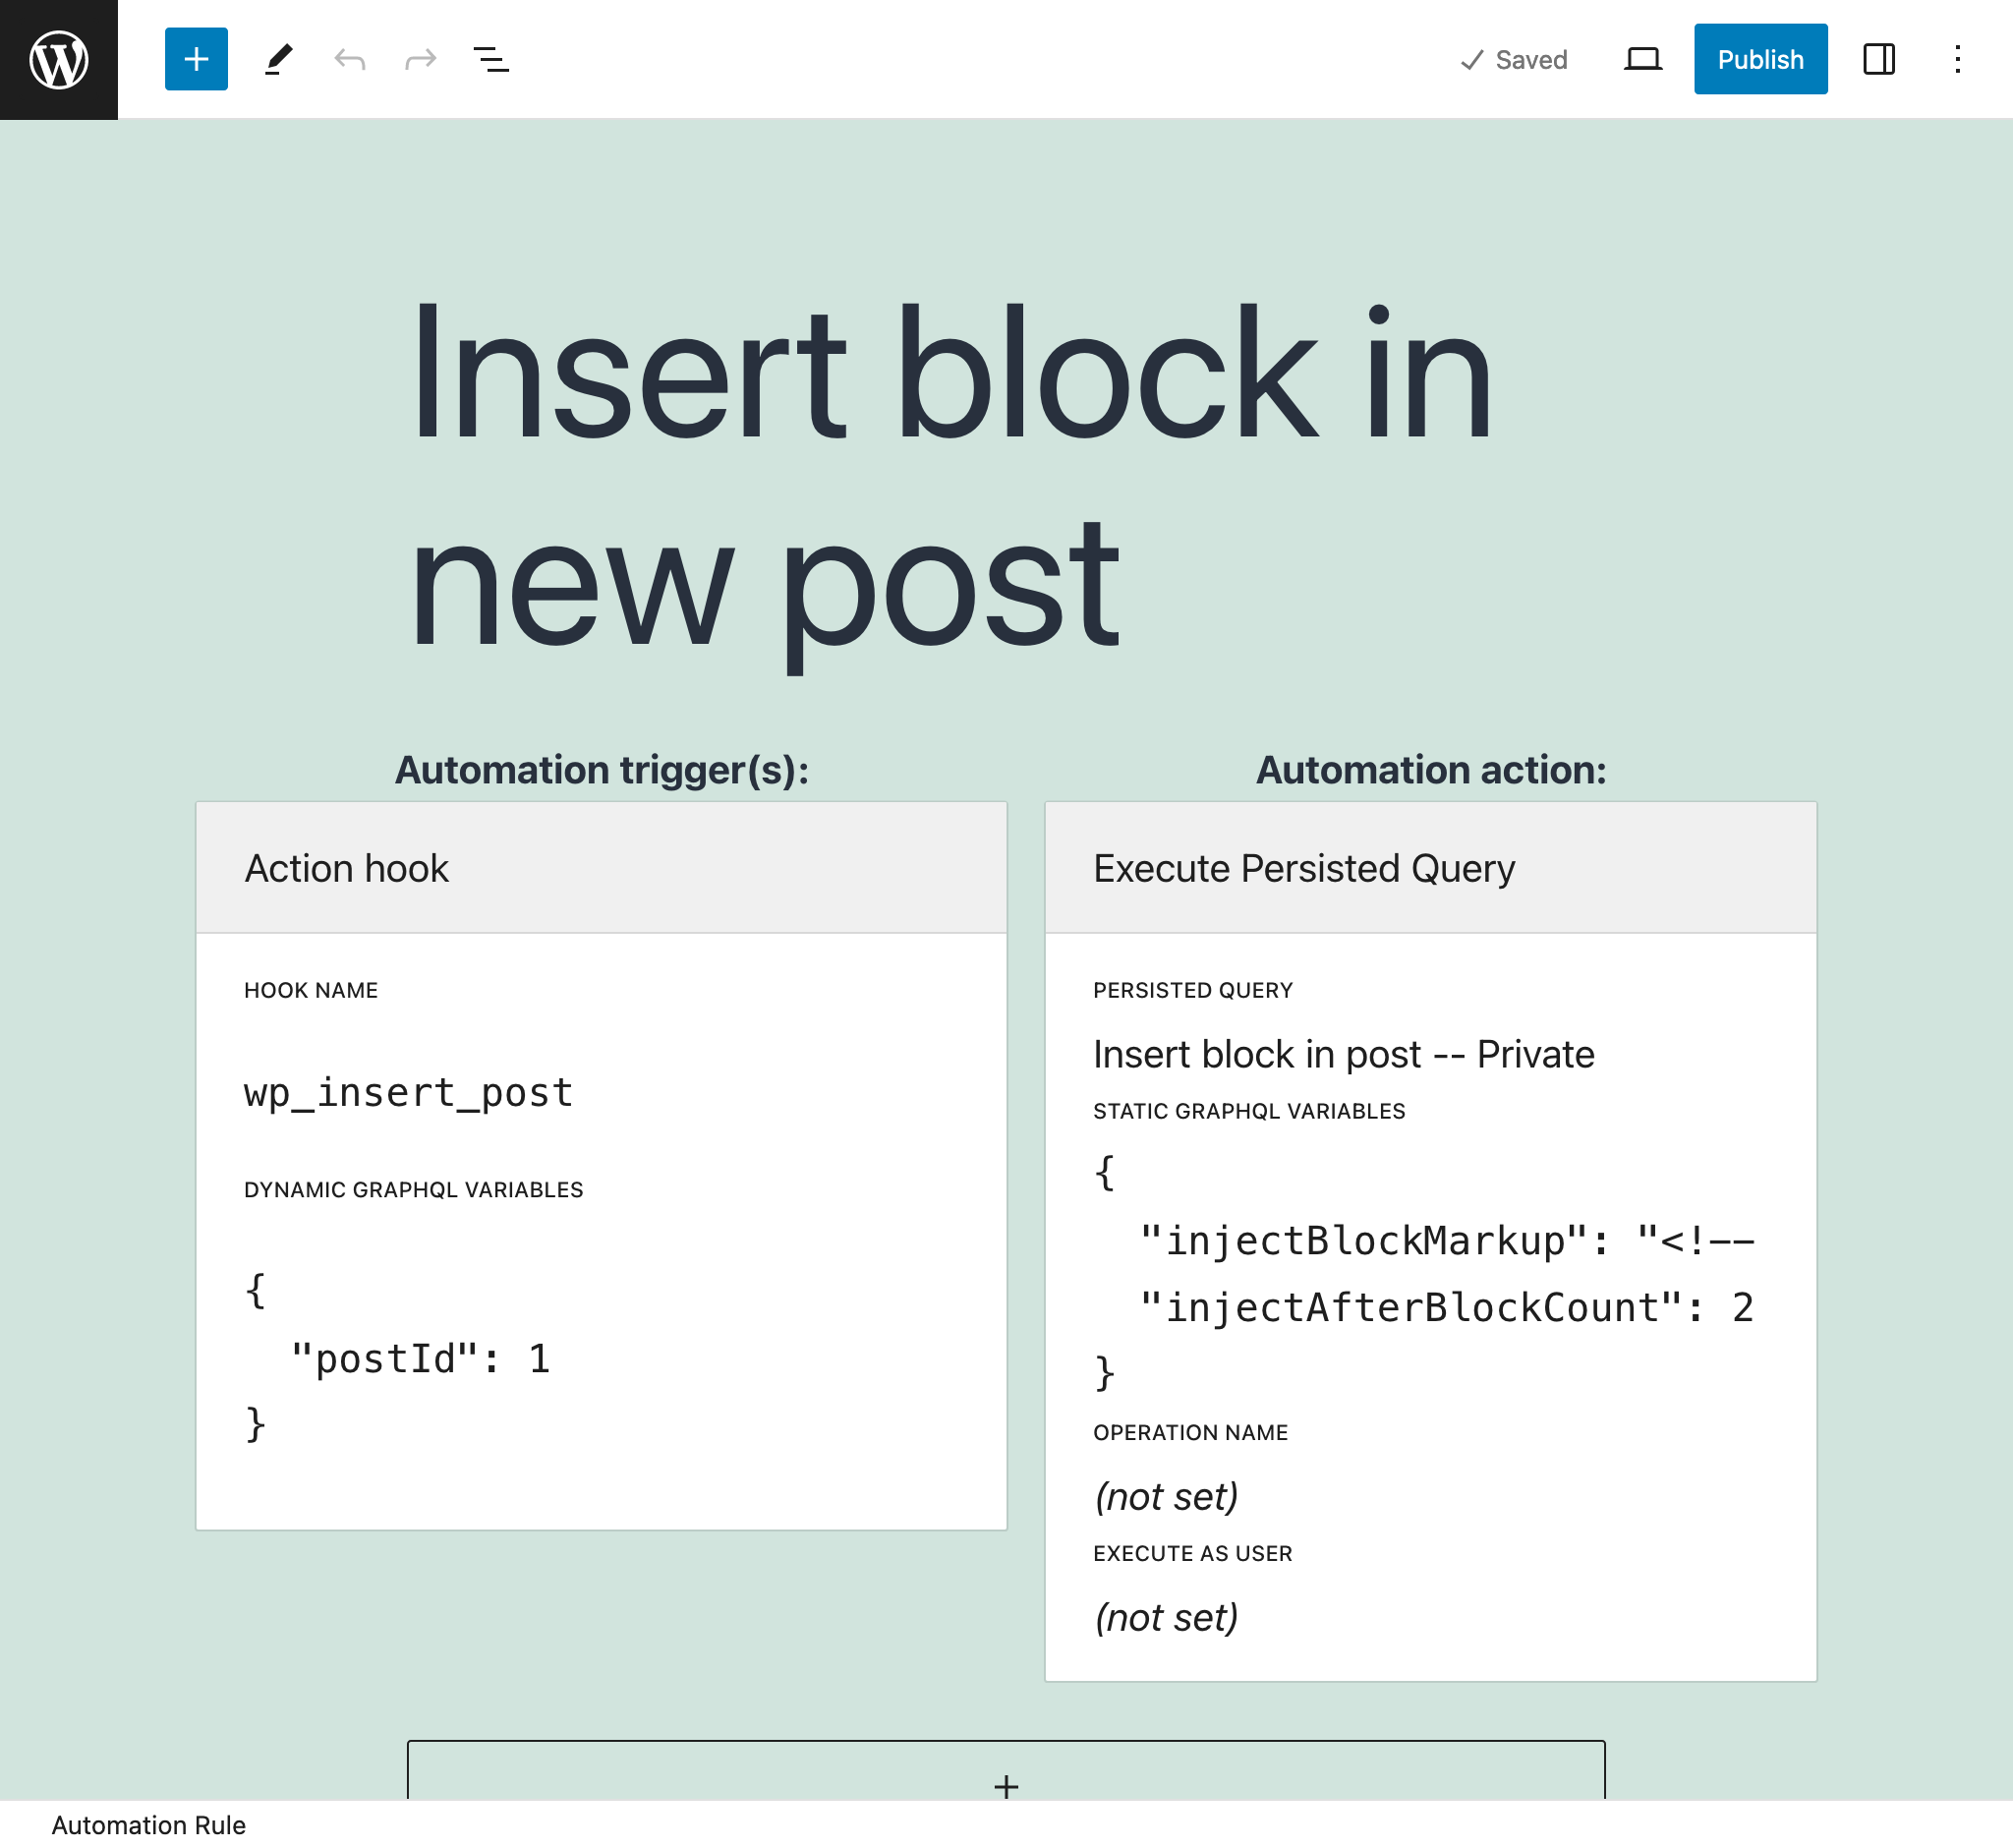 Saved
Publish
Insert block in
new post
Automation trigger(s):
Action hook
HOOK NAME
wp_insert_post
DYNAMIC GRAPHQL VARIABLES
{
"postId": 1
}
Automation action:
Execute Persisted Query
PERSISTED QUERY
Insert block in post -- Private
STATIC GRAPHQL VARIABLES
{
"injectBlockMarkup": "<!--
"injectAfterBlockCount": 2
}
OPERATION NAME
(not set)
EXECUTE AS USER
(not set)
Automation Rule